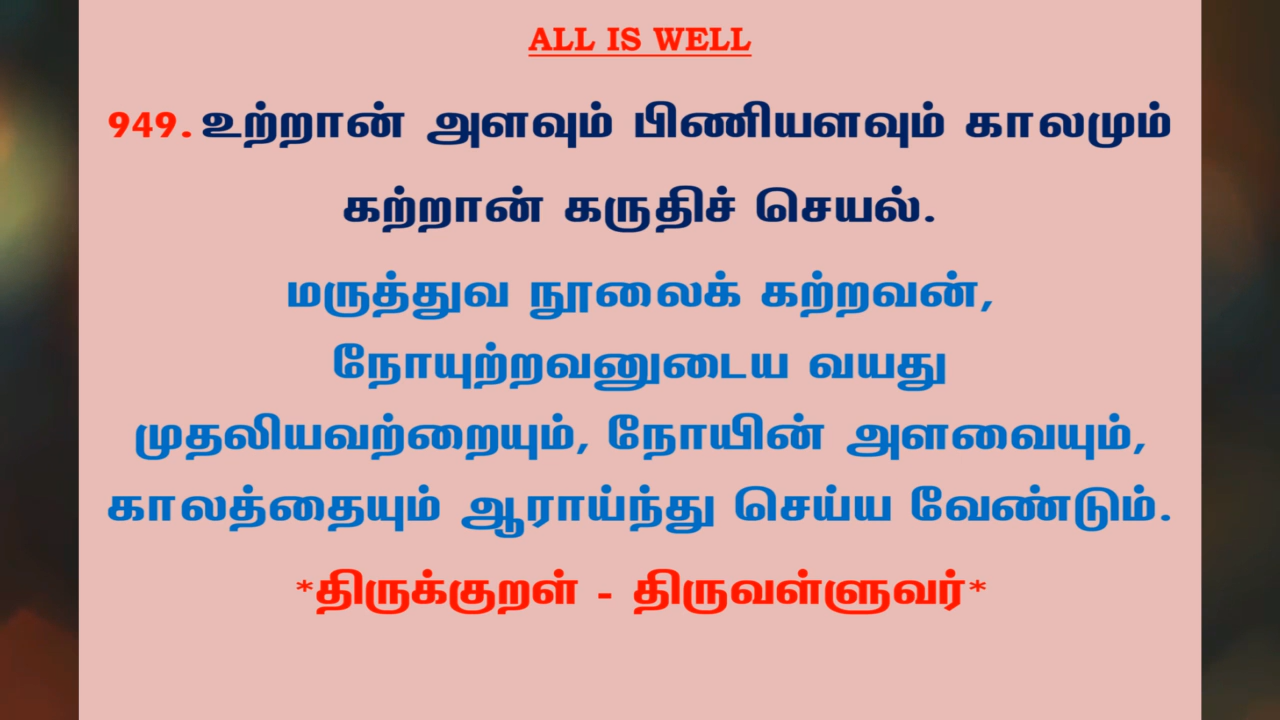 ALL IS WELL
949. உற்றான் அளவும் பிணியளவும் காலமும்
கற்றான் கருதிச் செயல்.
மருத்துவ நூலைக் கற்றவன்,
நோயுற்றவனுடைய வயது
முதலியவற்றையும், நோயின் அளவையும்,
காலத்தையும் ஆராய்ந்து செய்ய வேண்டும்.
*திருக்குறள் - திருவள்ளுவர்*